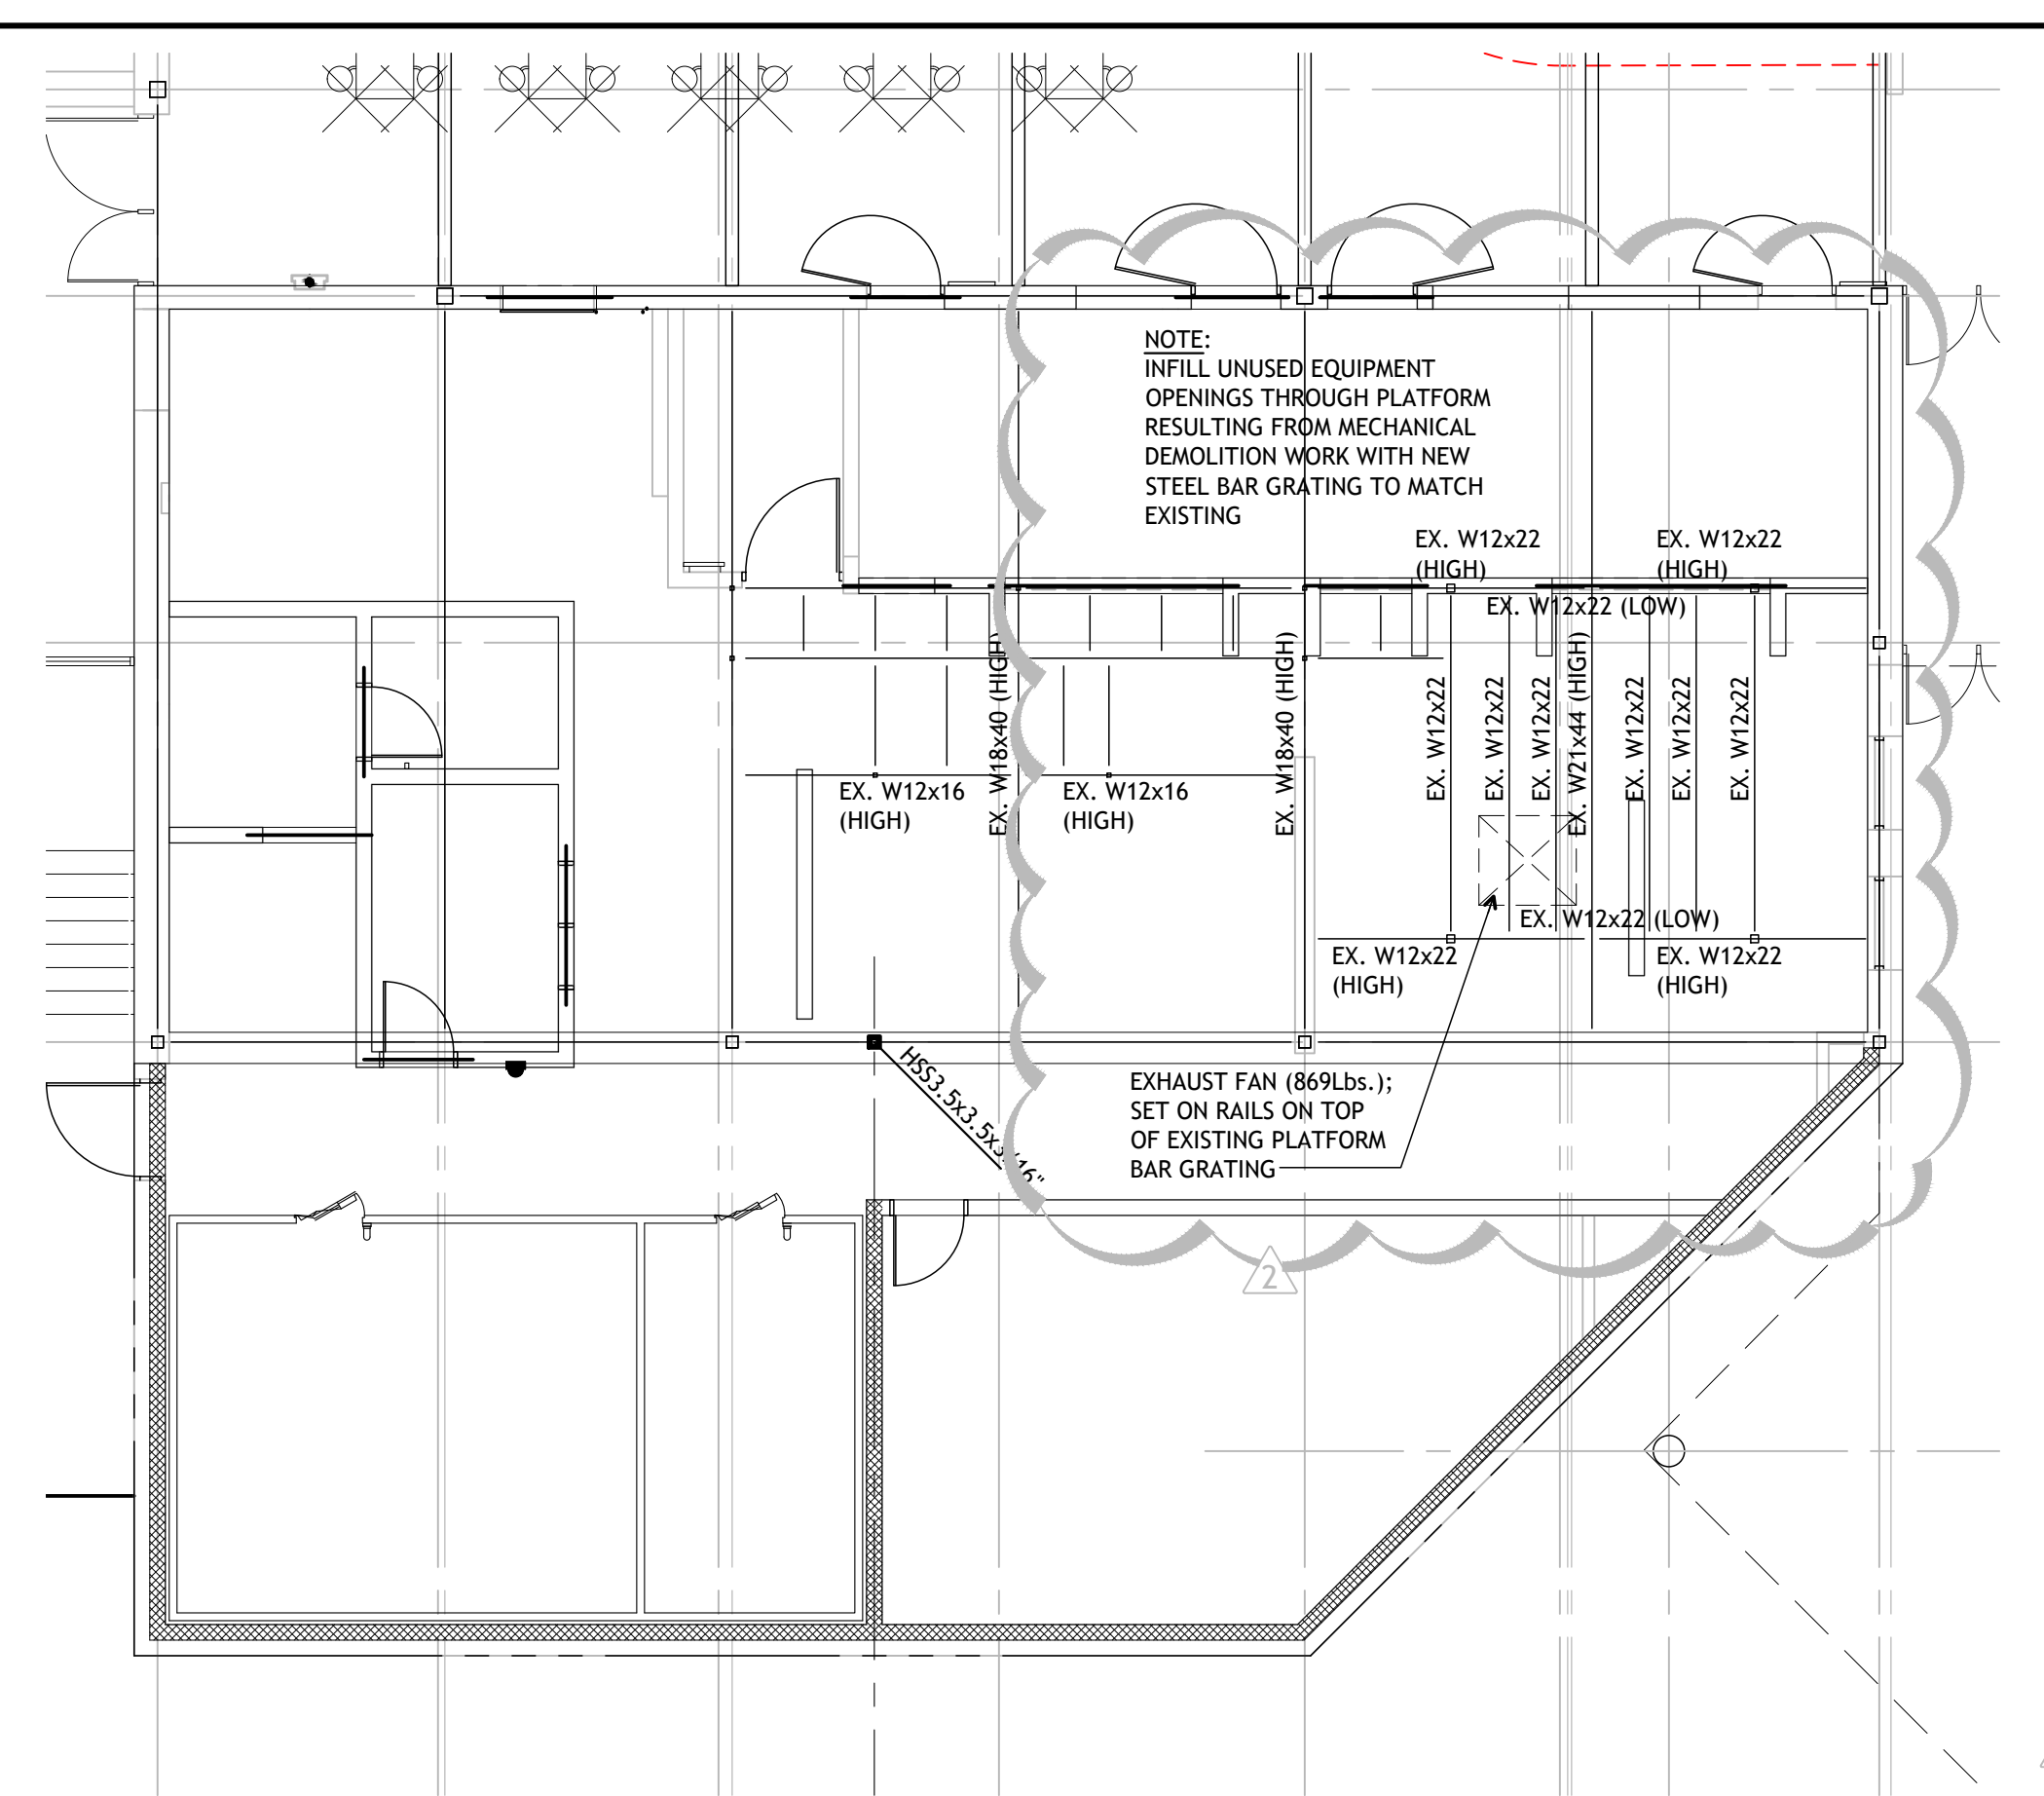 NOTE:
INFILL UNUSED EQUIPMENT
OPENINGS THROUGH PLATFORM
RESULTING FROM MECHANICAL
DEMOLITION WORK WITH NEW
STEEL BAR GRATING TO MATCH
EXISTING
EX. W12x22
(HIGH)
EX. W12x22
(HIGH)
EX. W12x22 (LOW)
EX. W18x40 (HIGH)
EX. W18x40 (HIGH)
EX. W12x22
EX. W12x22
EX. W12x22
EX. W21x44 (HIGH)
EX. W12x22
EX. W12x22
EX. W12x22
EX. W12x16
(HIGH)
EX. W12x16
(HIGH)
EX. W12x22 (LOW)
EX. W12x22
(HIGH)
EX. W12x22
(HIGH)
HSS3.5x3.5x3/16"
EXHAUST FAN (869Lbs.);
SET ON RAILS ON TOP
OF EXISTING PLATFORM
BAR GRATING
2